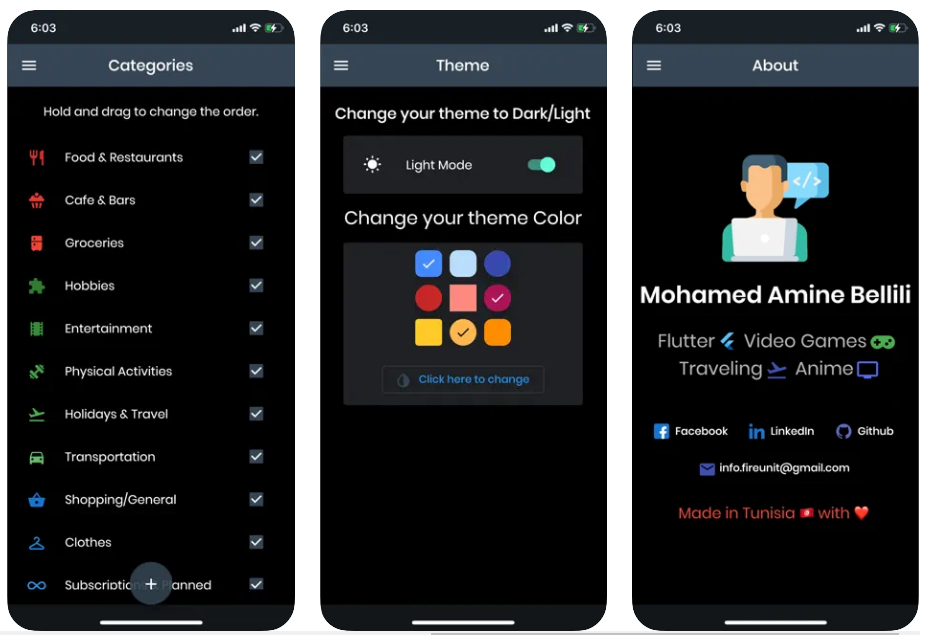 6:03
Categories
Hold and drag to change the order.
Food & Restaurants
Cafe & Bars
Groceries
Hobbies
Entertainment
Physical Activities
Holidays & Travel
Transportation
Shopping/General
Clothes
Subscriptions & Planned
+
6:03
Theme
Change your theme to Dark/Light
Light Mode
Change your theme Color
Click here to change
6:03
About
</>
Mohamed Amine Bellili
Flutter Video Games
Traveling Anime
Facebook in LinkedIn Github
info.fireunit@gmail.com
Made in Tunisia 🇹🇳 with ❤️